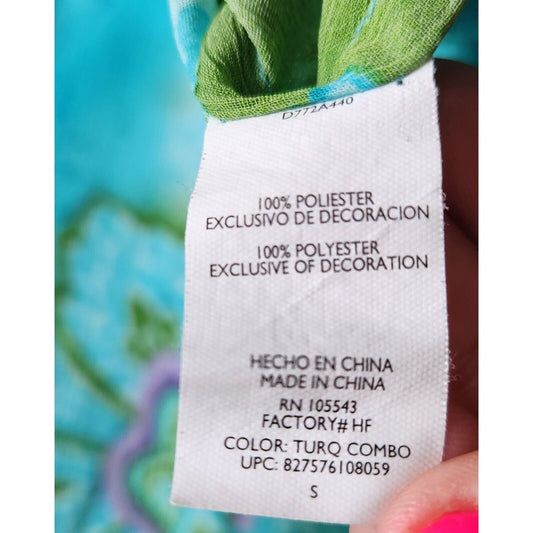 D772A440
100% POLIESTER
EXCLUSIVO DE DECORACION
100% POLYESTER
EXCLUSIVE OF DECORATION
HECHO EN CHINA
MADE IN CHINA
RN 105543
FACTORY# HF
COLOR: TURQ COMBO
UPC: 827576108059
S